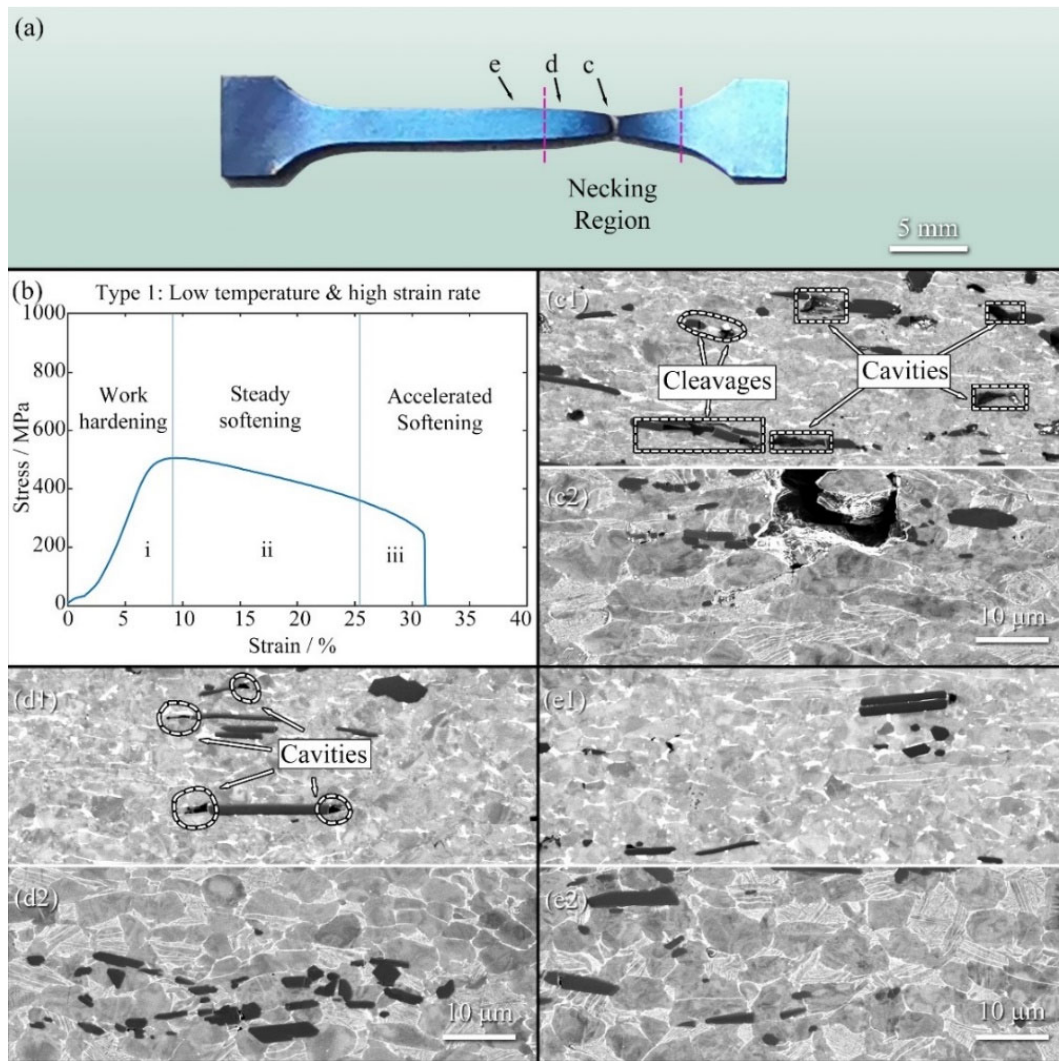 (a)
e
d
c
Necking
Region
5 mm
(b)
Type 1: Low temperature & high strain rate
1000
800
600
400
200
0
Stress / MPa
Work
hardening
Steady
softening
Accelerated
Softening
i
ii
iii
0
5
10
15
20
25
30
35
40
Strain / %
(c1)
Cleavages
Cavities
(c2)
10 μm
(d1)
Cavities
(d2)
10 μm
(e1)
(e2)
10 μm